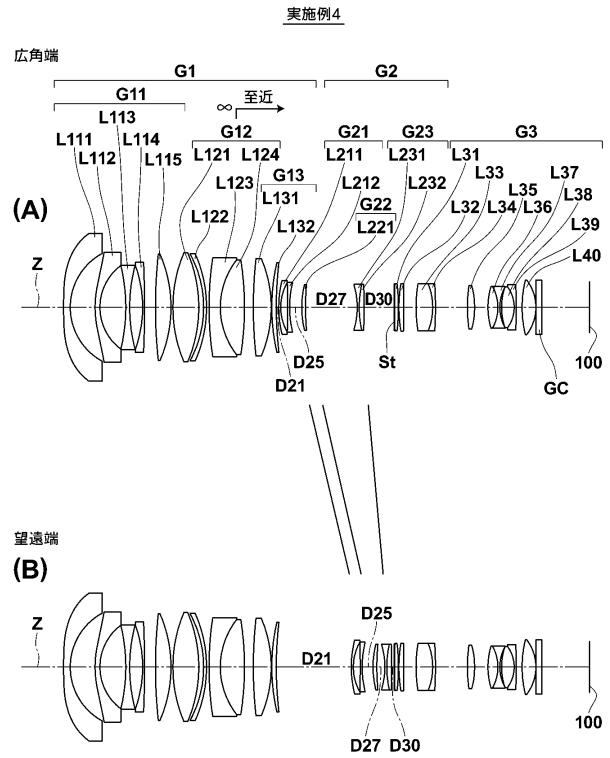 実施例4
広角端
G1 G2
G11 ∞ 至近
L113 G12 G21 G23 G3
L111 L114 L121 L124 L211 L231 L31 L37
L112 L115 L123 G13 L212 L232 L33 L35 L38
L122 L131 G22 L32 L34 L36 L39
(A) L132 L221 L40
Z D27 D30
D25 St 100
D21 GC
望遠端
(B)
D25
Z D21
D27 D30 100